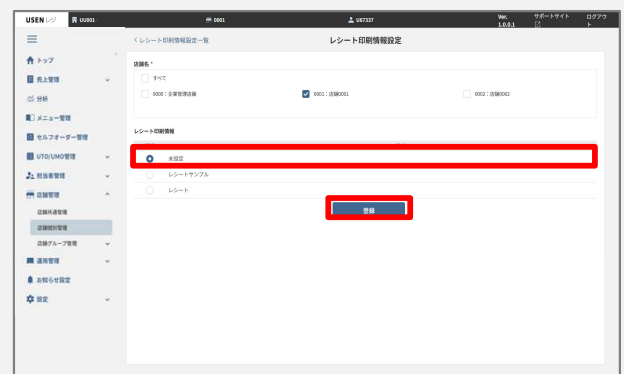 USEN レジ UU001 0001 U67337 Ver. 1.0.0.1 サポートサイト ログアウト
< レシート印刷情報設定一覧 レシート印刷情報設定
トップ
売上管理
分析
メニュー管理
セルフオーダー管理
UTO/UMO管理
担当者管理
店舗管理
店舗共通管理
店舗個別管理
店舗グループ管理
運用管理
お知らせ設定
設定
店舗名 *
すべて
0000：企業管理店舗 0001：店舗0001 0002：店舗0002
レシート印刷情報
未設定
レシートサンプル
レシート
登録